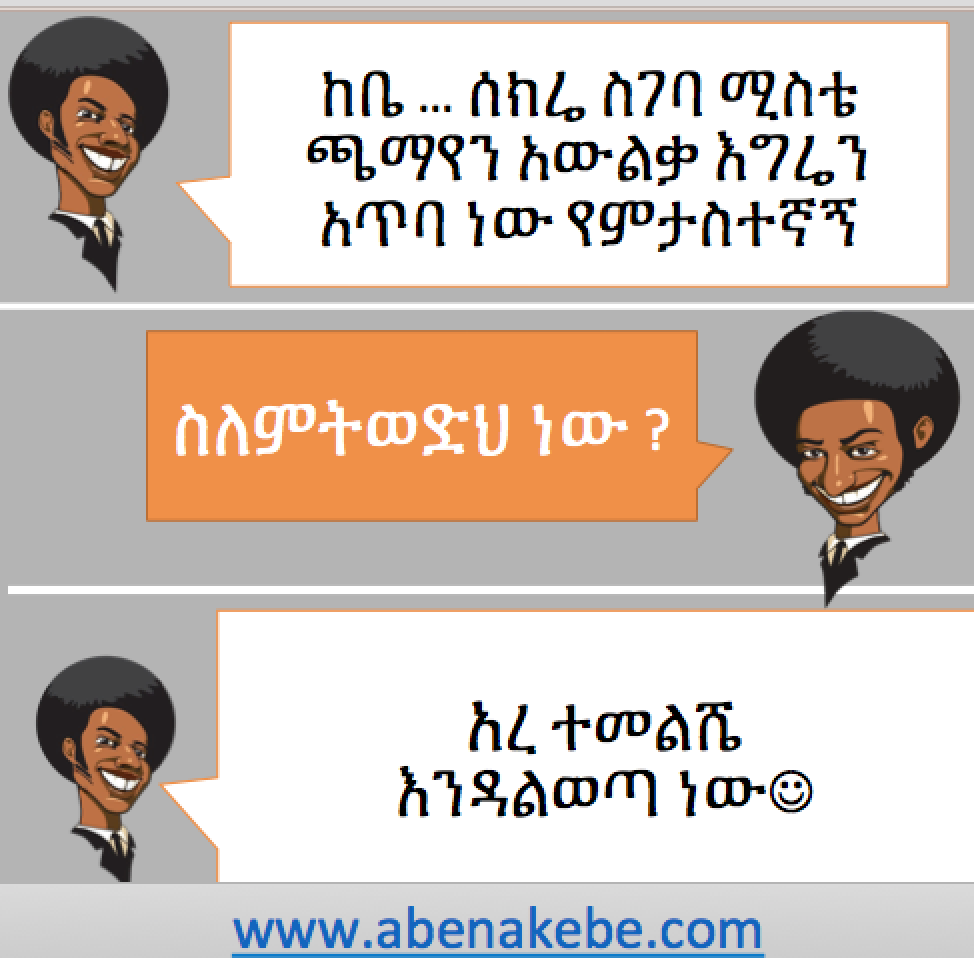 ከቤ ... ሰክሬ ስገባ ሚስቴ
ጫማየን አውልቃ እግሬን
አጥባ ነው የምታስተኛኝ
ስለምትወድህ ነው ?
አረ ተመልሼ
እንዳልወጣ ነው☺
www.abenakebe.com